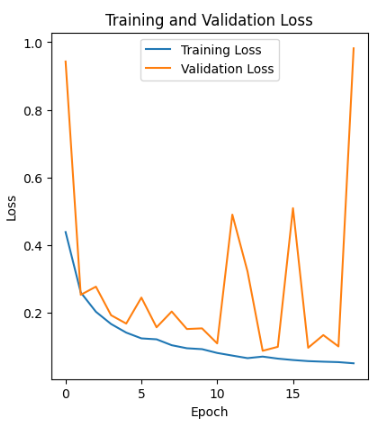 Training and Validation Loss
Training Loss
Validation Loss
1.0
0.8
0.6
0.4
0.2
Loss
0 5 10 15
Epoch